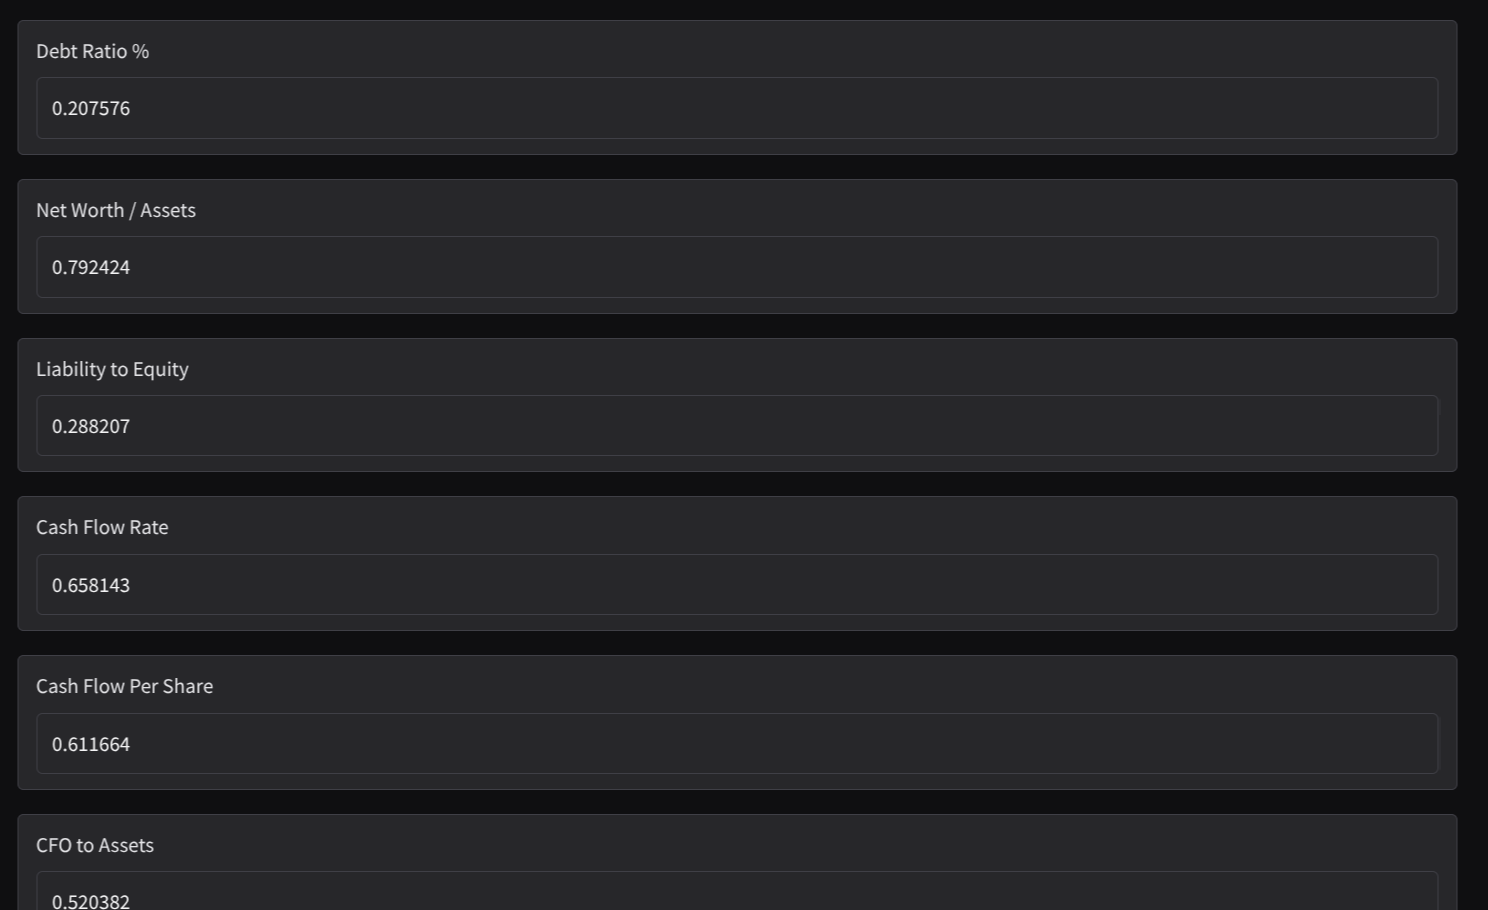 Debt Ratio %
0.207576
Net Worth / Assets
0.792424
Liability to Equity
0.288207
Cash Flow Rate
0.658143
Cash Flow Per Share
0.611664
CFO to Assets
0.520382